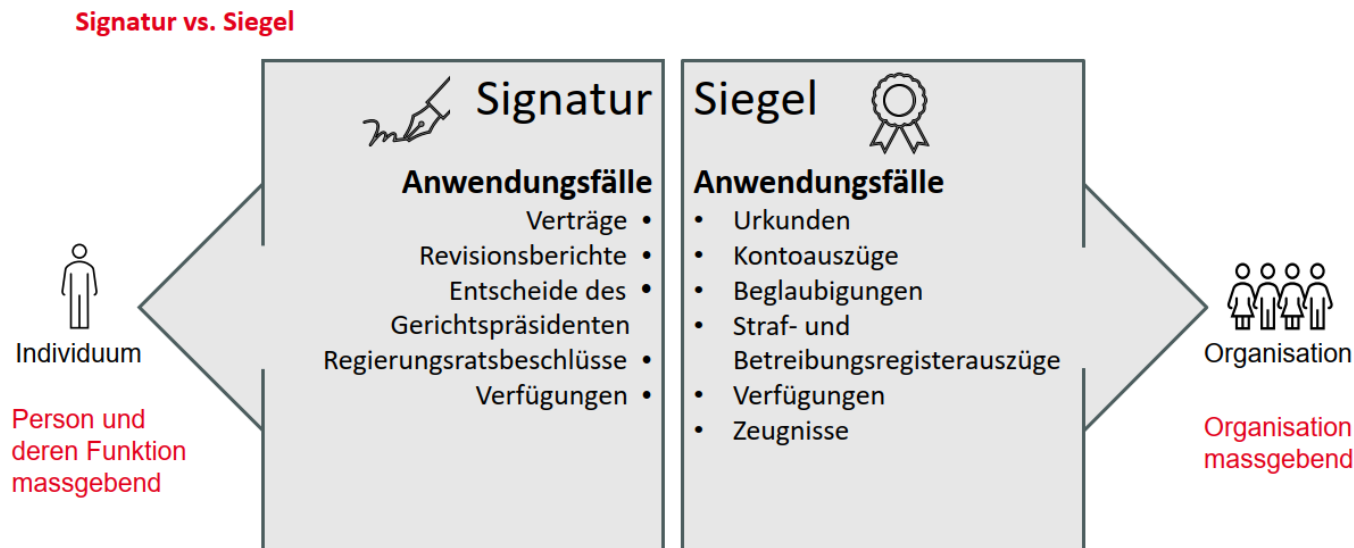 Signatur vs. Siegel
Signatur
Anwendungsfälle
Verträge •
Revisionsberichte •
Entscheide des •
Gerichtspräsidenten
Regierungsratsbeschlüsse •
Verfügungen •
Siegel
Anwendungsfälle
• Urkunden
• Kontoauszüge
• Beglaubigungen
• Straf- und
Betreibungsregisterauszüge
• Verfügungen
• Zeugnisse
Individuum
Person und
deren Funktion
massgebend
Organisation
Organisation
massgebend